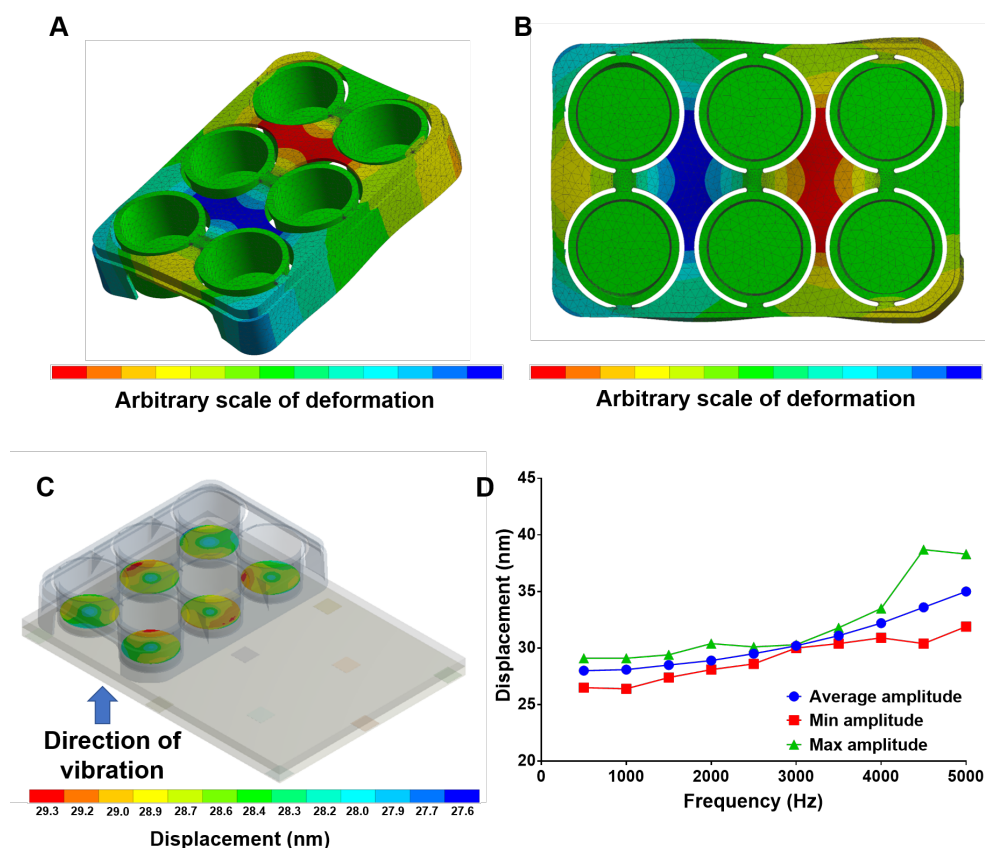 A
B
Arbitrary scale of deformation
Arbitrary scale of deformation
C
Direction of
vibration
29.3 29.2 29.0 28.9 28.7 28.6 28.4 28.3 28.2 28.0 27.9 27.7 27.6
Displacement (nm)
D
Displacement (nm)
45
40
35
30
25
20
0 1000 2000 3000 4000 5000
Frequency (Hz)
Average amplitude
Min amplitude
Max amplitude